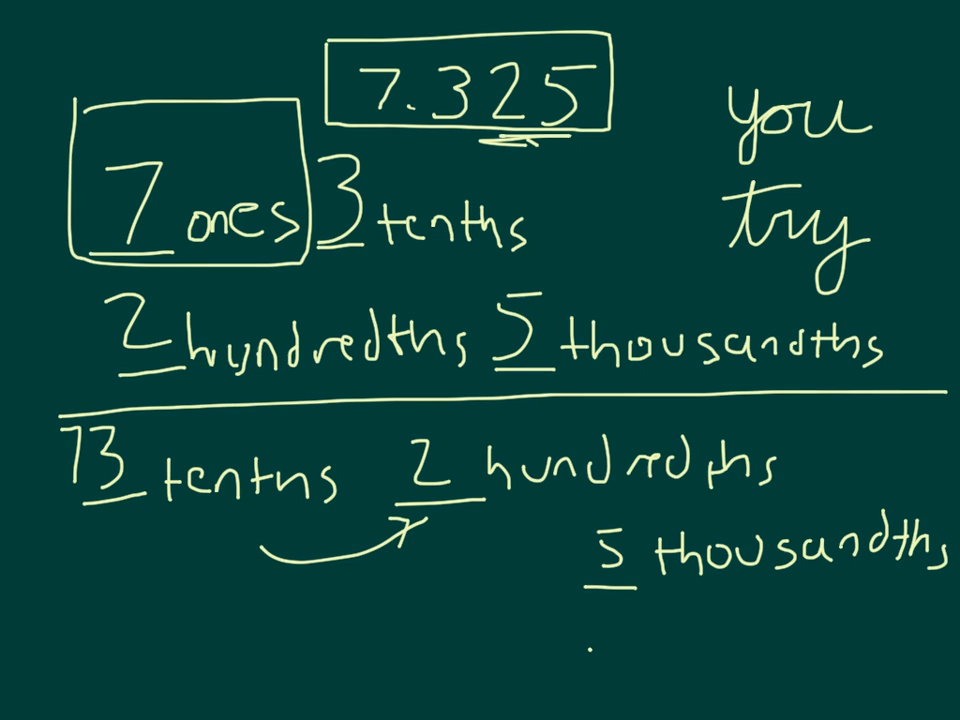 7.325
you
try
7 ones 3 tenths
2 hundredths 5 thousandths
73 tenths 2 hundredths
5 thousandths